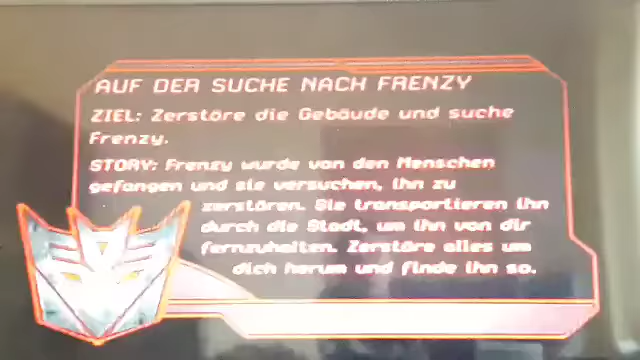 AUF DER SUCHE NACH FRENZY
ZIEL: Zerstöre die Gebäude und suche
Frenzy.
STORY: Frenzy wurde von den Menschen
gefangen und sie versuchen, ihn zu
zerstören. Sie transportieren ihn
durch die Stadt, um ihn von dir
fernzuhalten. Zerstöre alles um
dich herum und finde ihn so.